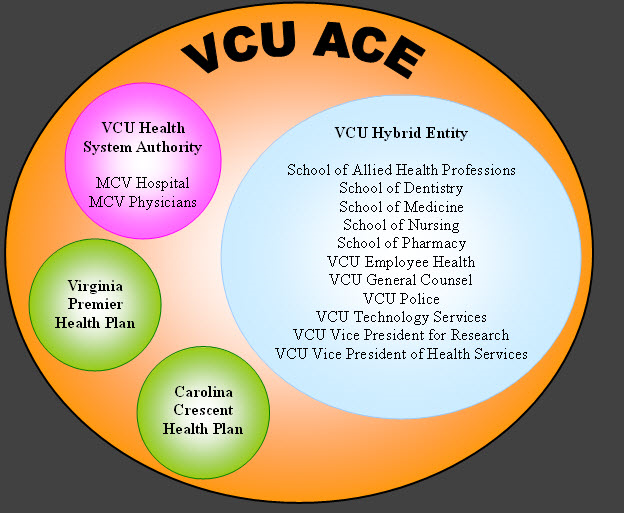 VCU ACE
VCU Health
System Authority
MCV Hospital
MCV Physicians
Virginia
Premier
Health Plan
Carolina
Crescent
Health Plan
VCU Hybrid Entity
School of Allied Health Professions
School of Dentistry
School of Medicine
School of Nursing
School of Pharmacy
VCU Employee Health
VCU General Counsel
VCU Police
VCU Technology Services
VCU Vice President for Research
VCU Vice President of Health Services